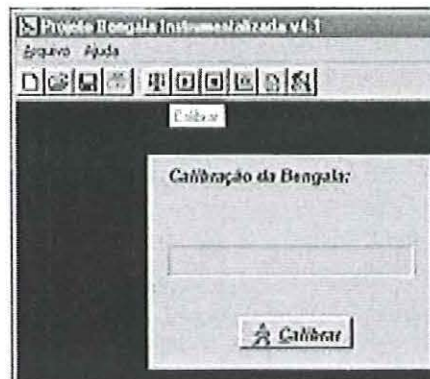 Projeto Bengala Instrumentalizada v4.1
Arquivo Ajuda
Calibrar
Calibração da Bengala:
Calibrar